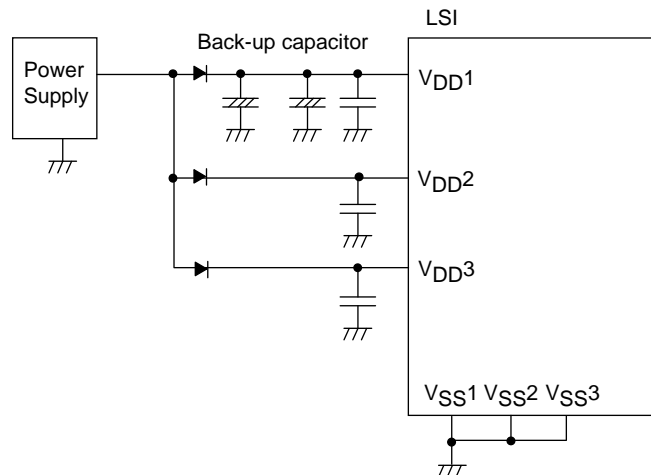 LSI
Back-up capacitor
Power
Supply
VDD1
VDD2
VDD3
VSS1 VSS2 VSS3